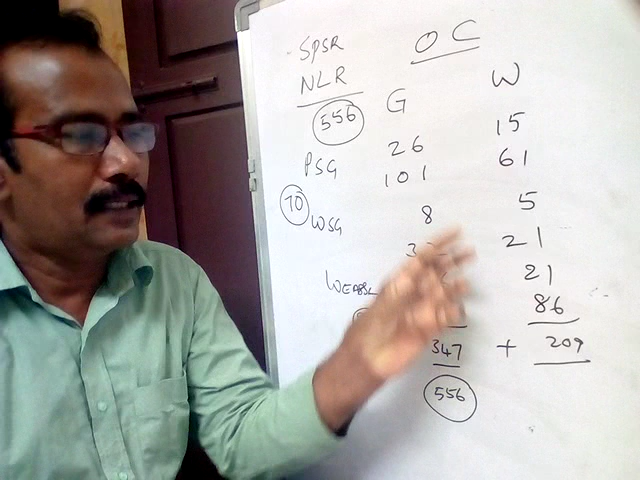 SPSR OC
NLR
556 G W
26 15
PSG 101 61
70 WSG 8 5
21
21
86
347 + 209
556